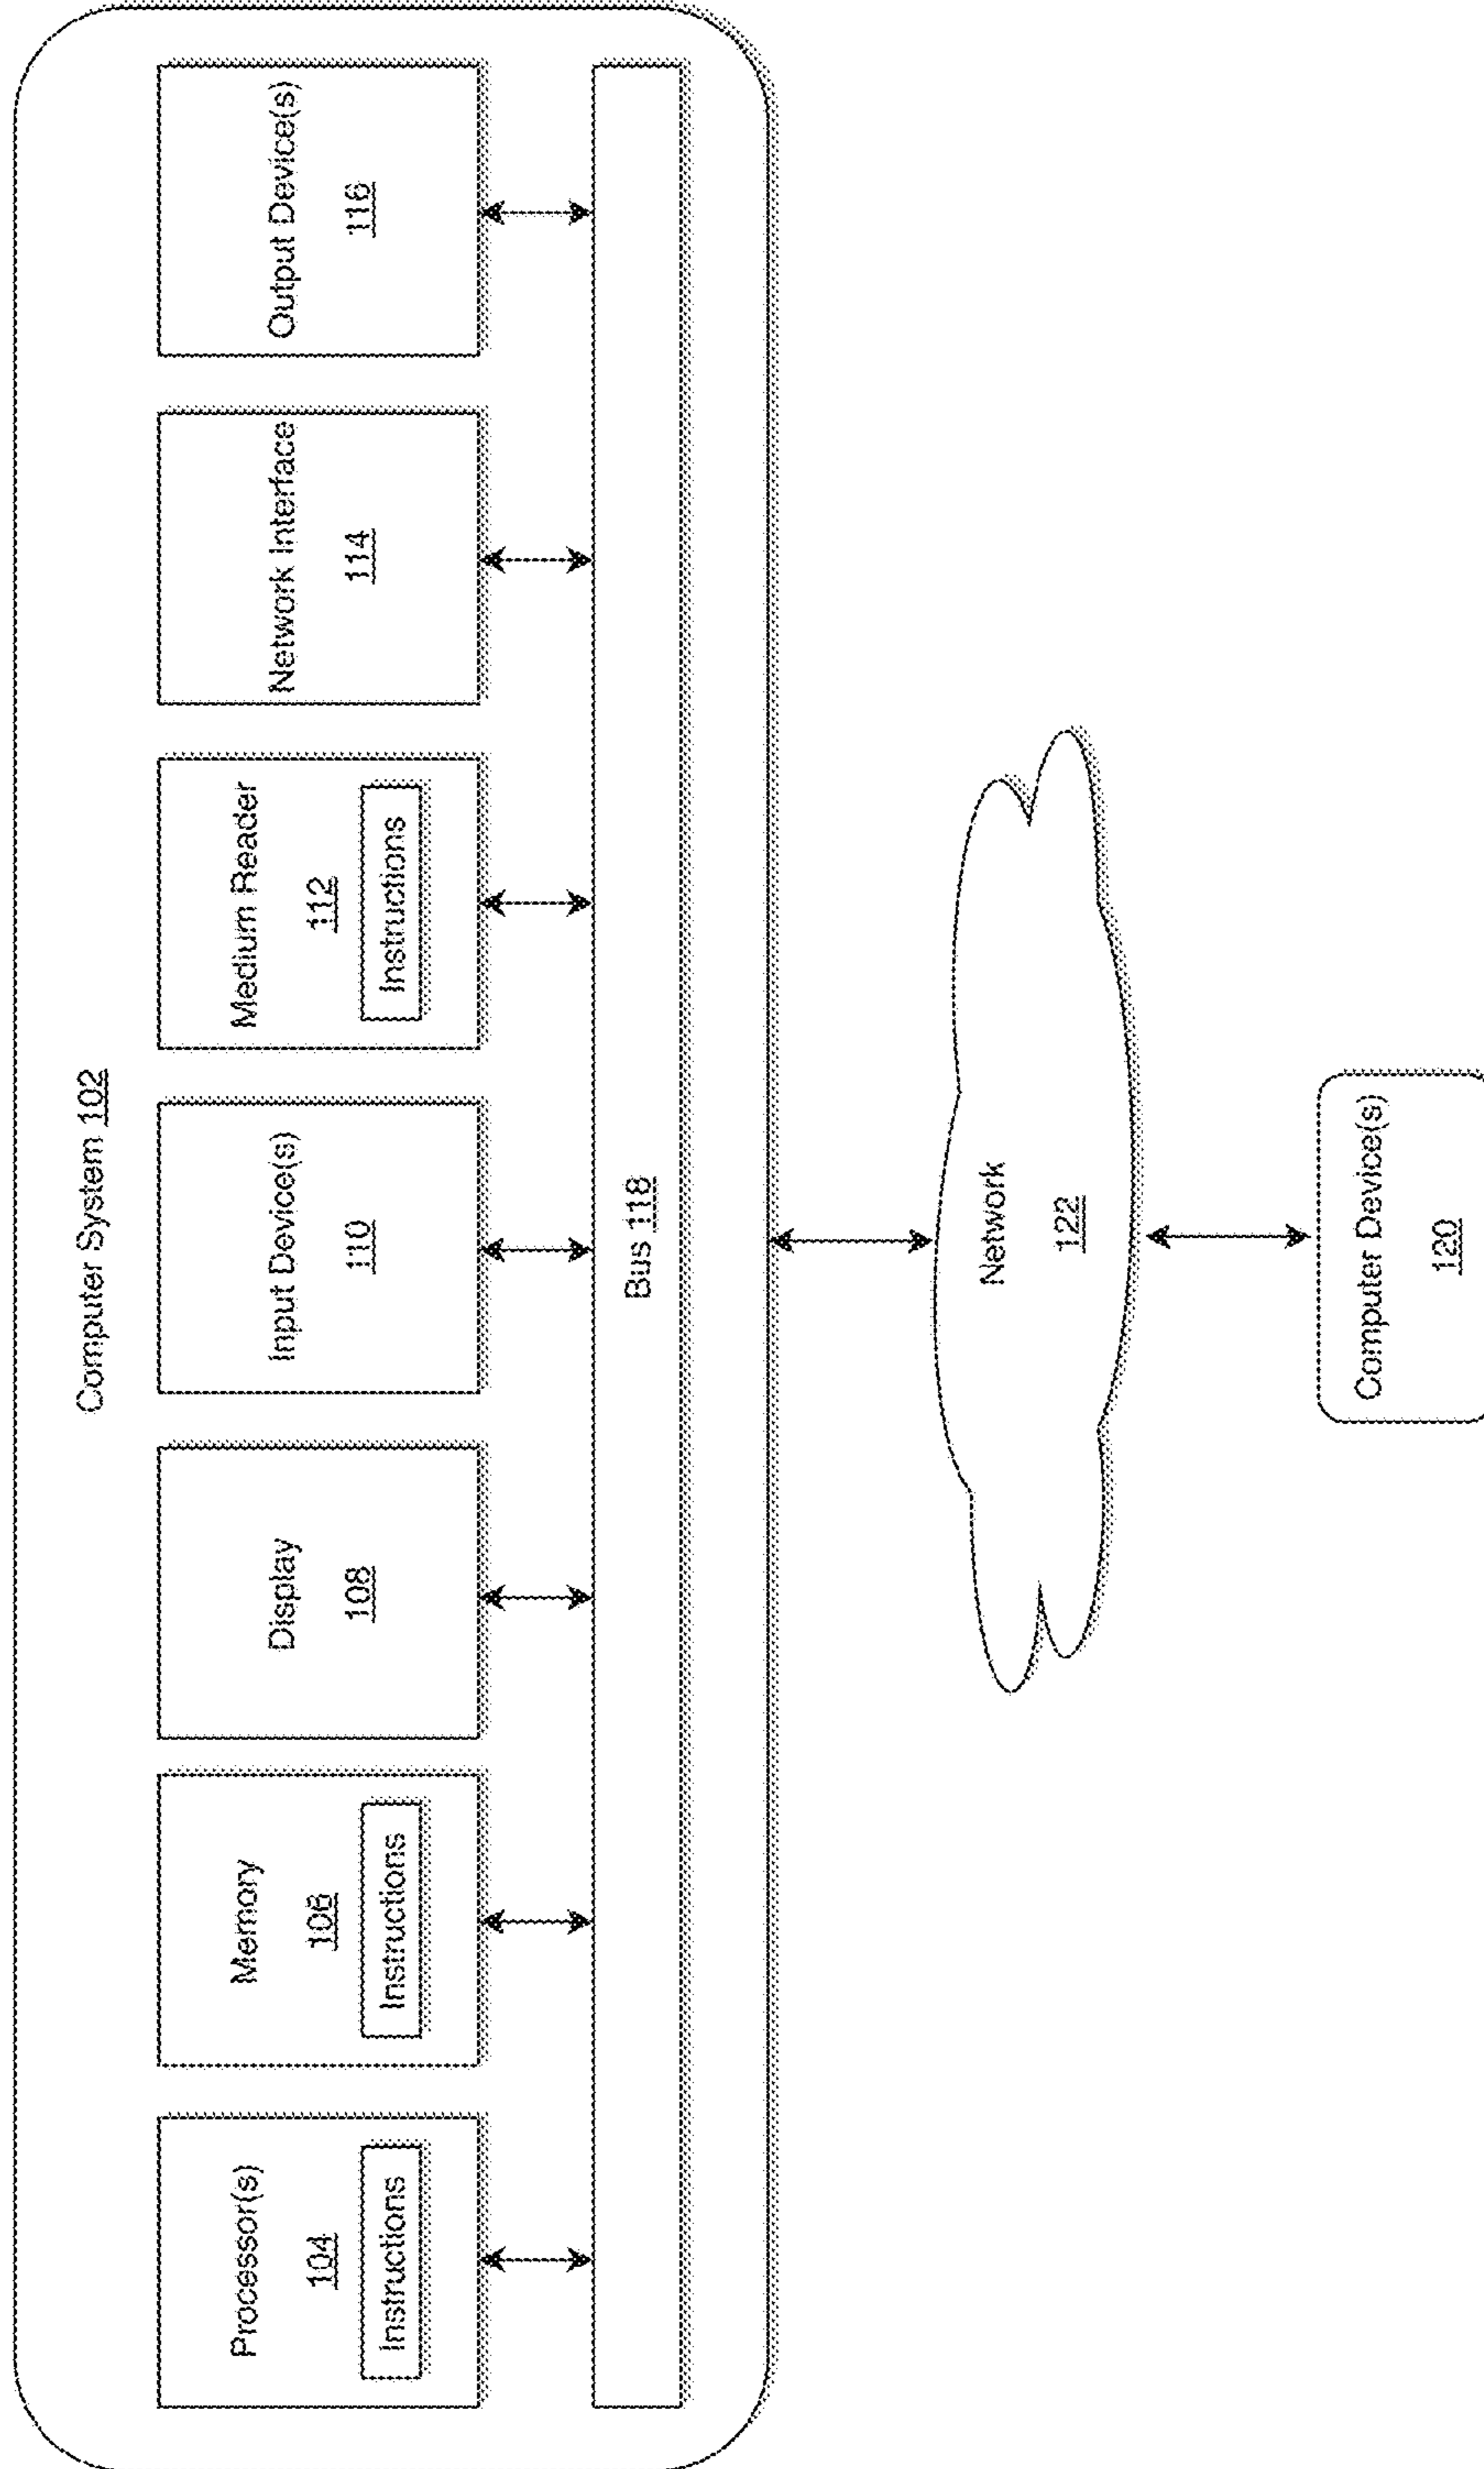 Computer System 102
Processor(s)
104
Instructions
Memory
106
Instructions
Display
108
Input Device(s)
110
Medium Reader
112
Instructions
Network Interface
114
Output Device(s)
116
Bus 118
Network
122
Computer Device(s)
120